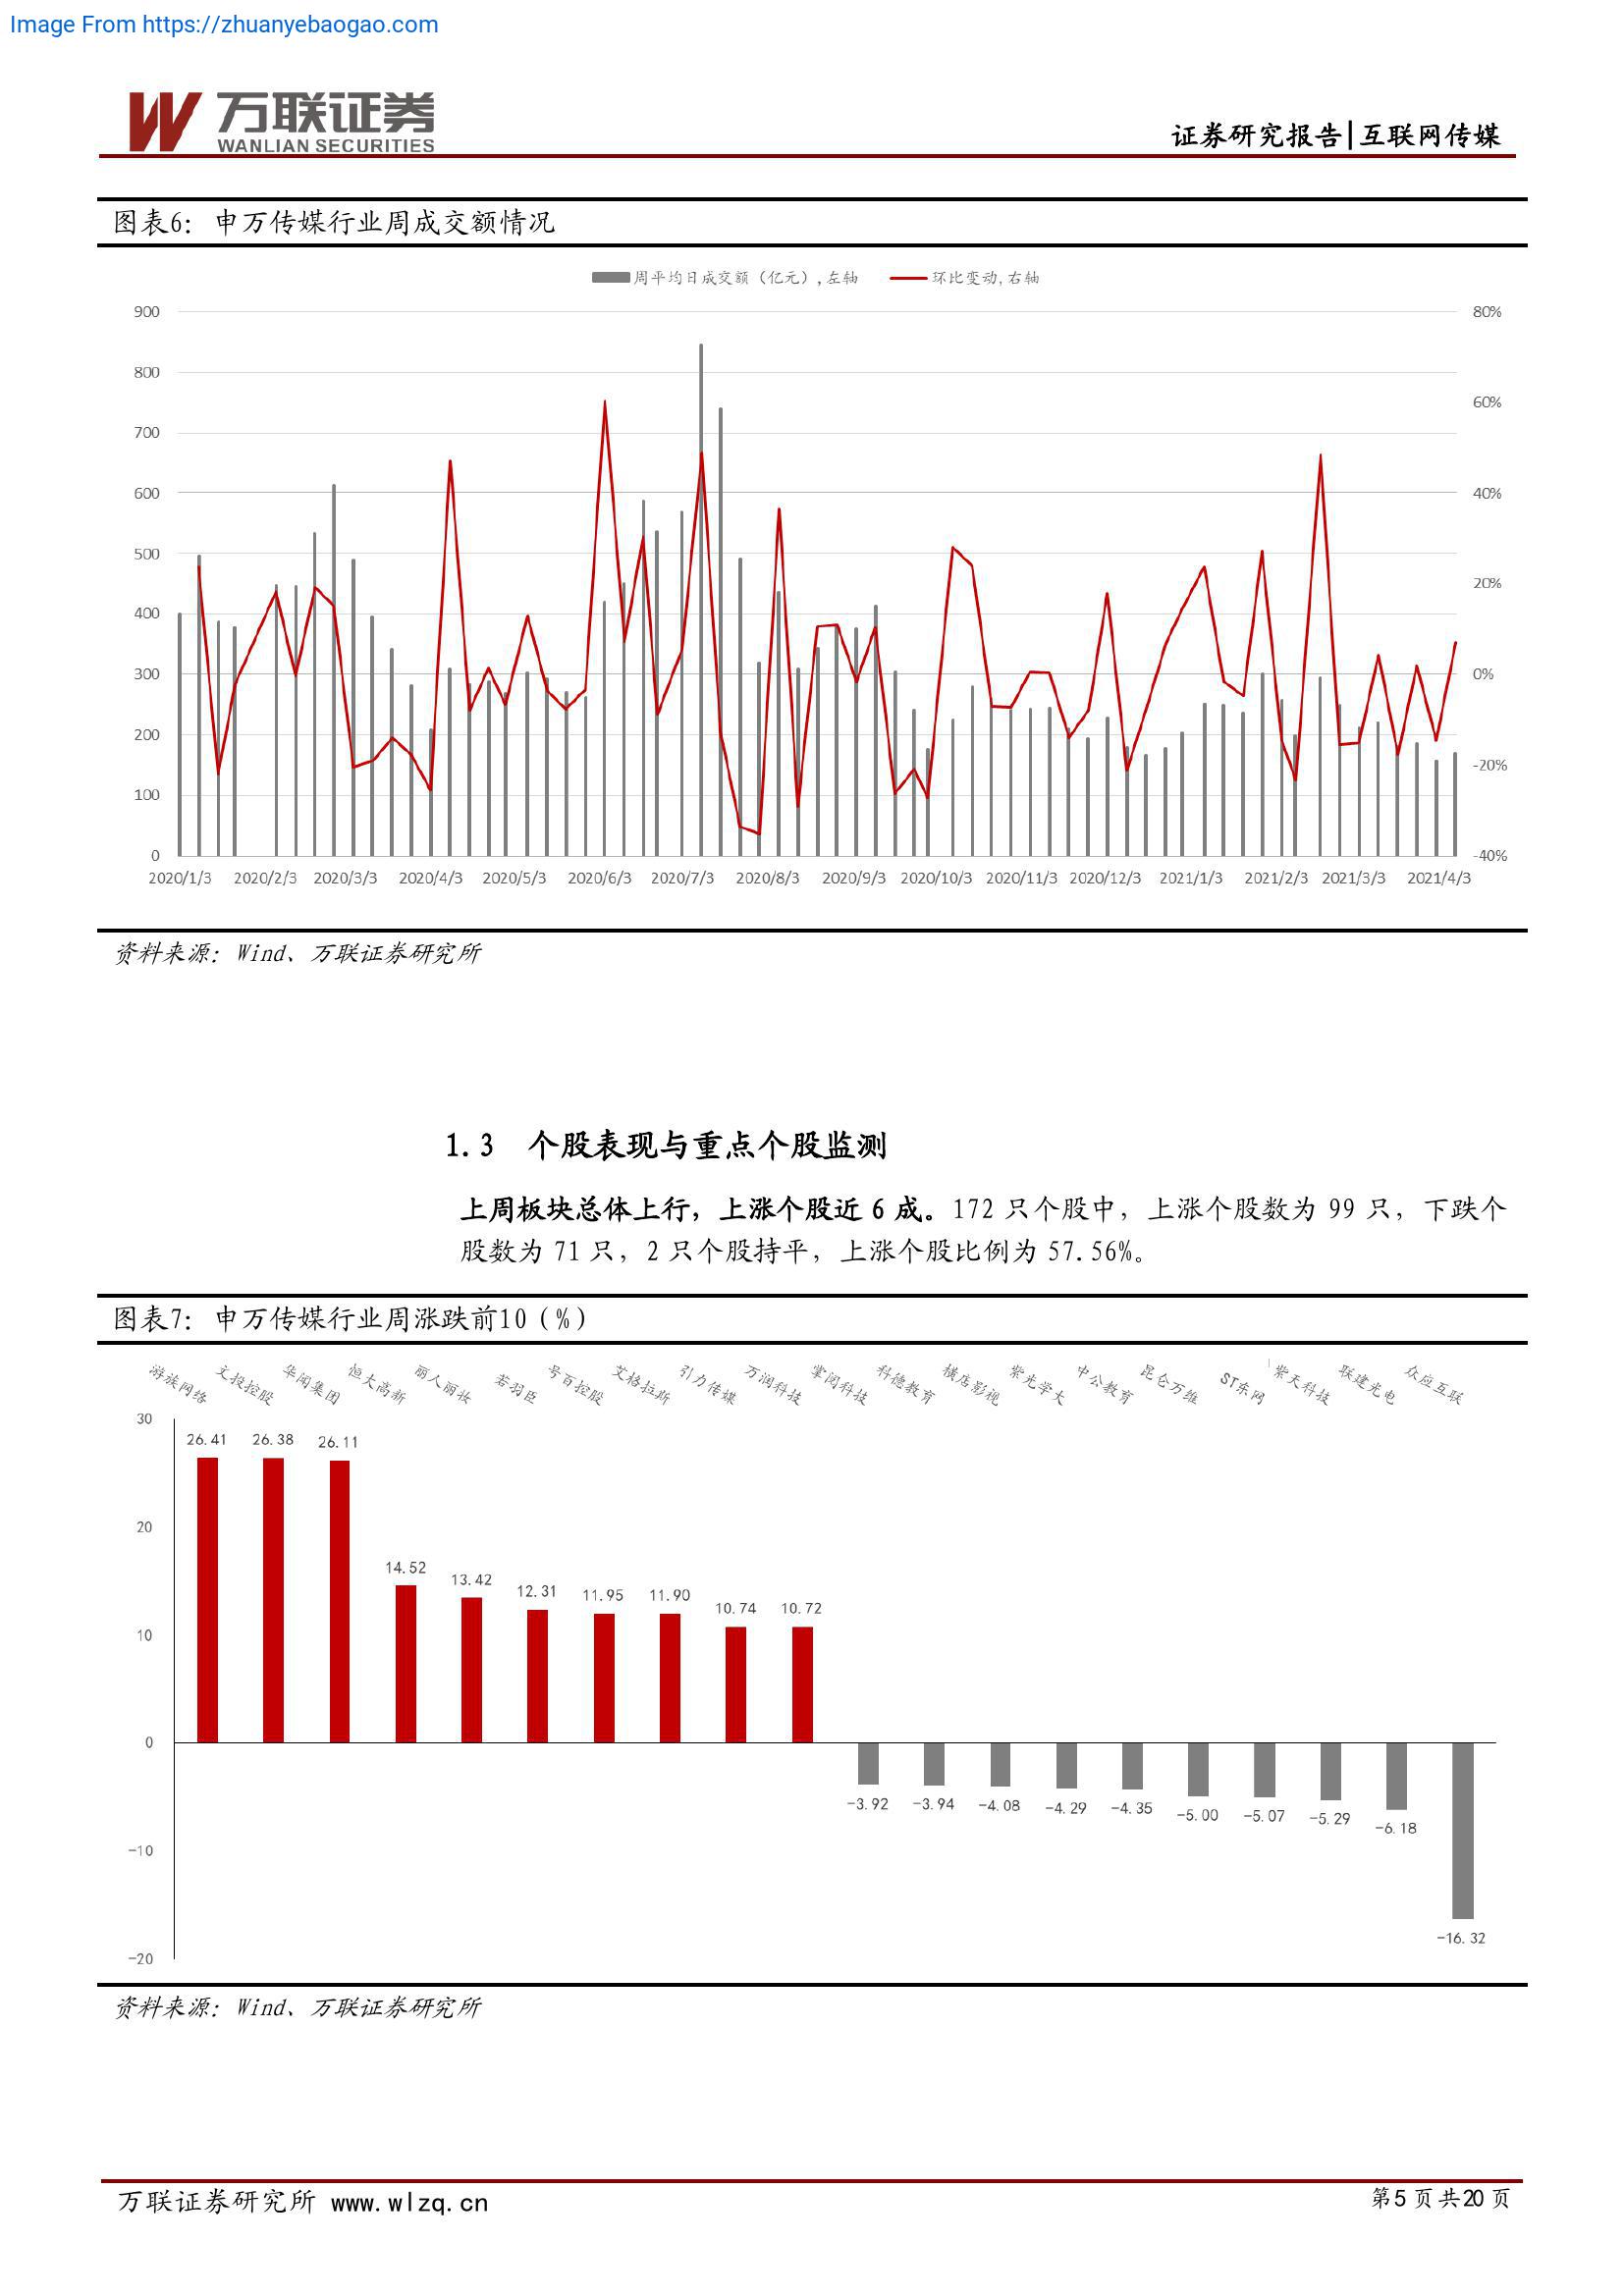 Image From https://zhuanyebaogao.com
万联证券
WANLIAN SECURITIES
证券研究报告|互联网传媒
图表6：申万传媒行业周成交额情况
周平均日成交额（亿元）,左轴 环比变动,右轴
900 80%
800
700 60%
600 40%
500
400 20%
300 0%
200 -20%
100
0 -40%
2020/1/3 2020/2/3 2020/3/3 2020/4/3 2020/5/3 2020/6/3 2020/7/3 2020/8/3 2020/9/3 2020/10/3 2020/11/3 2020/12/3 2021/1/3 2021/2/3 2021/3/3 2021/4/3
资料来源：Wind、万联证券研究所
1.3 个股表现与重点个股监测
上周板块总体上行，上涨个股近 6 成。172 只个股中，上涨个股数为 99 只，下跌个
股数为 71 只，2 只个股持平，上涨个股比例为 57.56%。
图表7：申万传媒行业周涨跌前10（%）
游族网络 文投控股 华闻集团 恒大高新 丽人丽妆 若羽臣 号百控股 艾格拉斯 引力传媒 万润科技 掌阅科技 科德教育 横店影视 紫光学大 中公教育 昆仑万维 ST东网 紫天科技 联建光电 众应互联
30
26.41 26.38 26.11
20
14.52 13.42 12.31 11.95 11.90 10.74 10.72
10
0
-3.92 -3.94 -4.08 -4.29 -4.35 -5.00 -5.07 -5.29 -6.18
-10
-16.32
-20
资料来源：Wind、万联证券研究所
万联证券研究所 www.wlzq.cn
第5页共20页